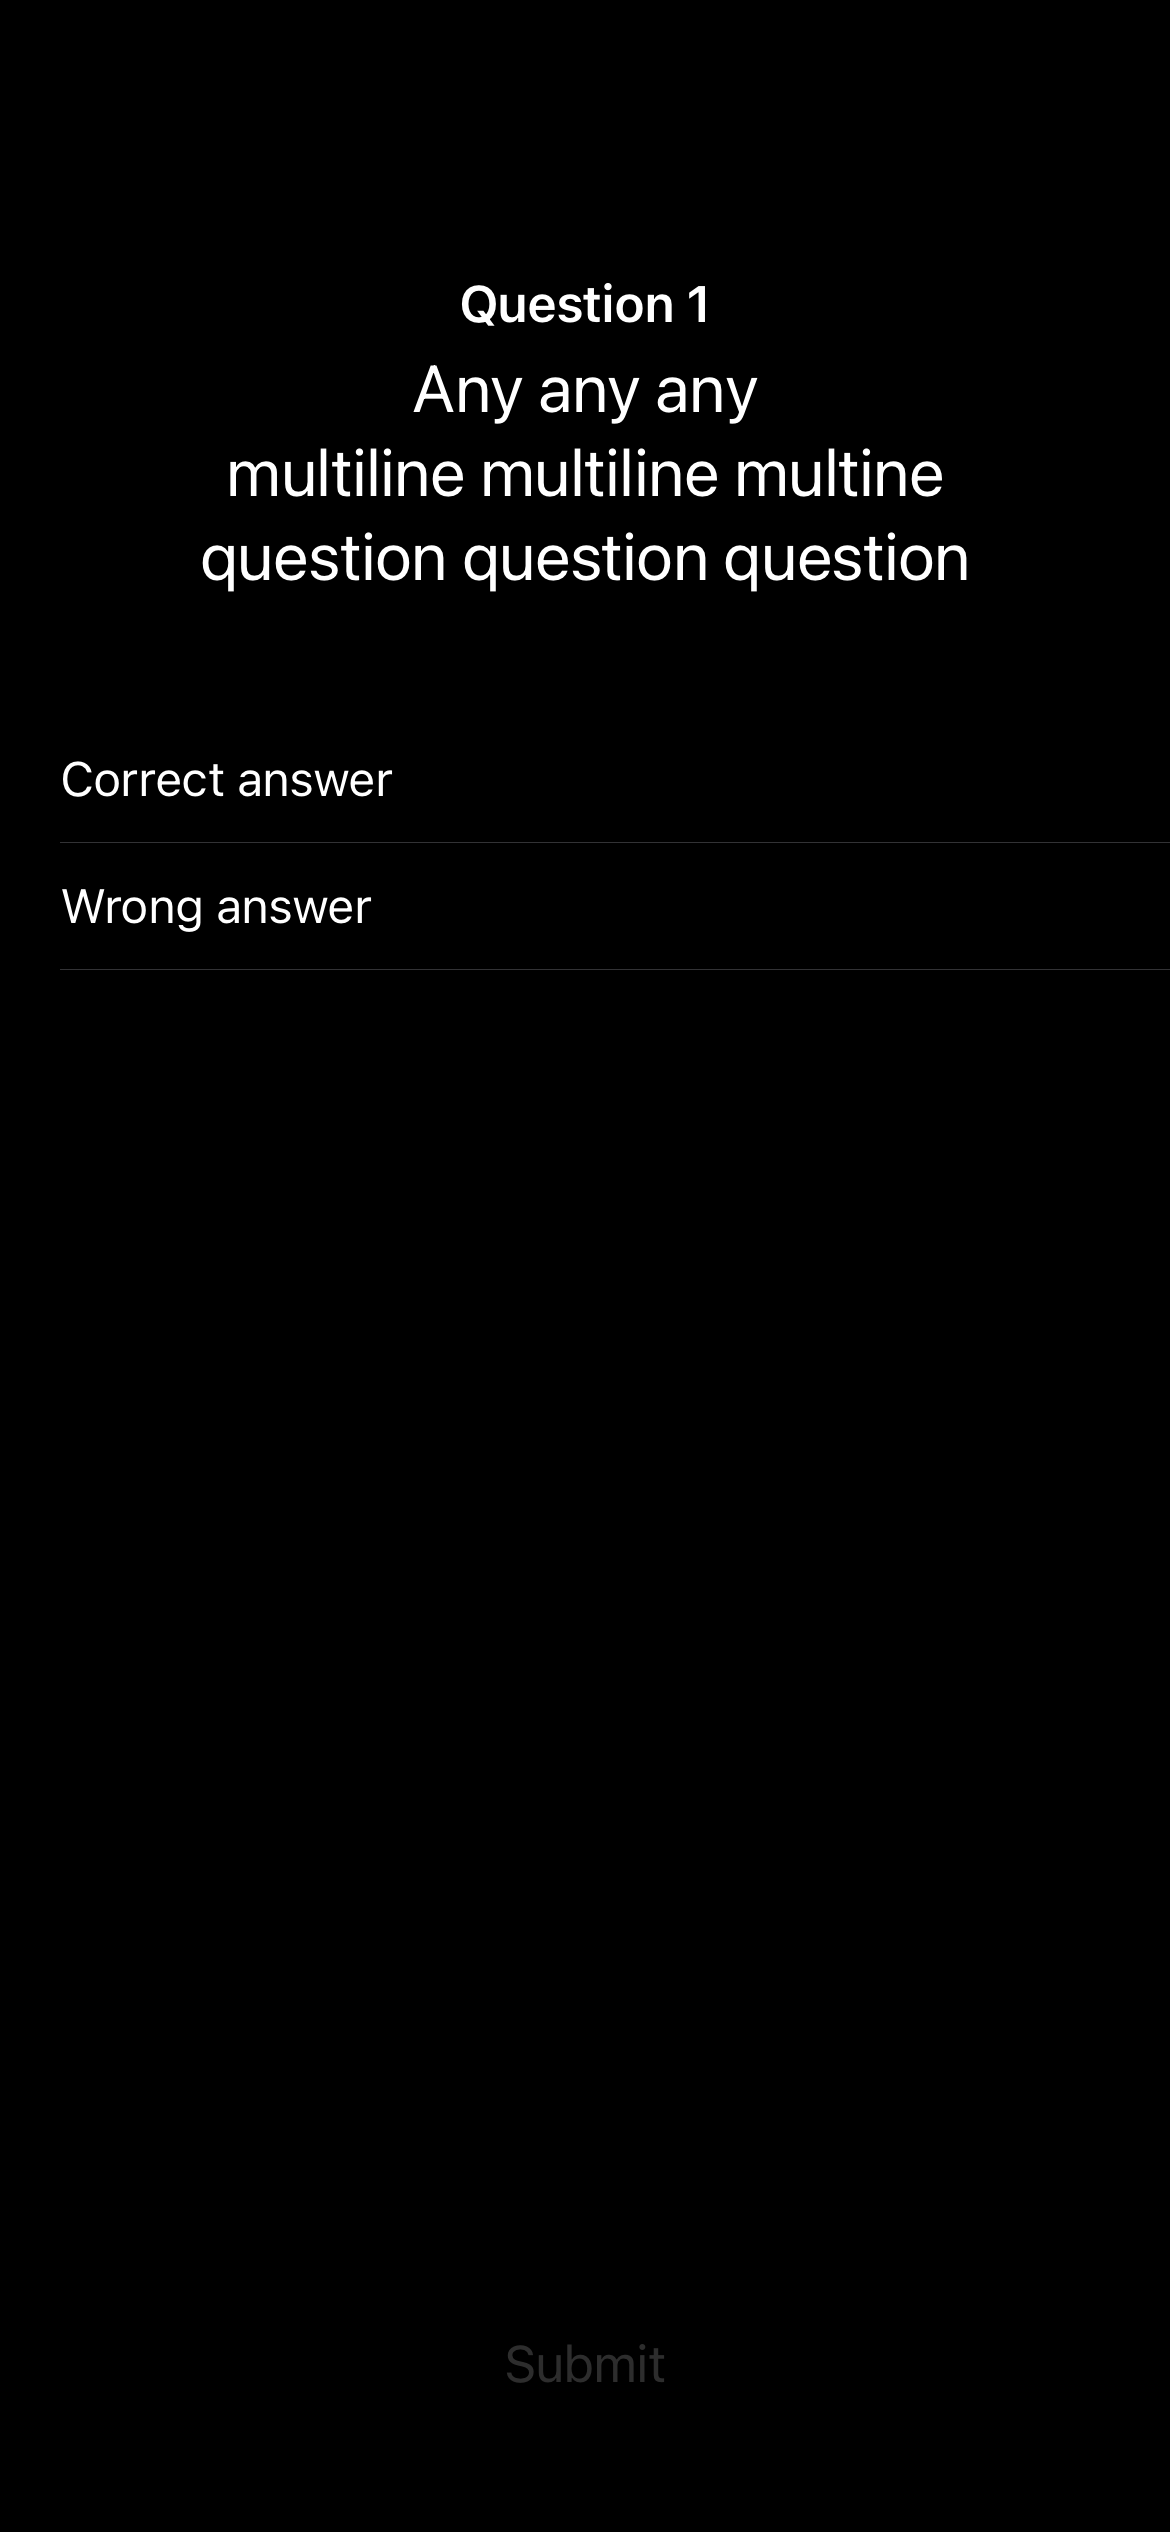 Question 1
Any any any
multiline multiline multine
question question question
Correct answer
Wrong answer
Submit